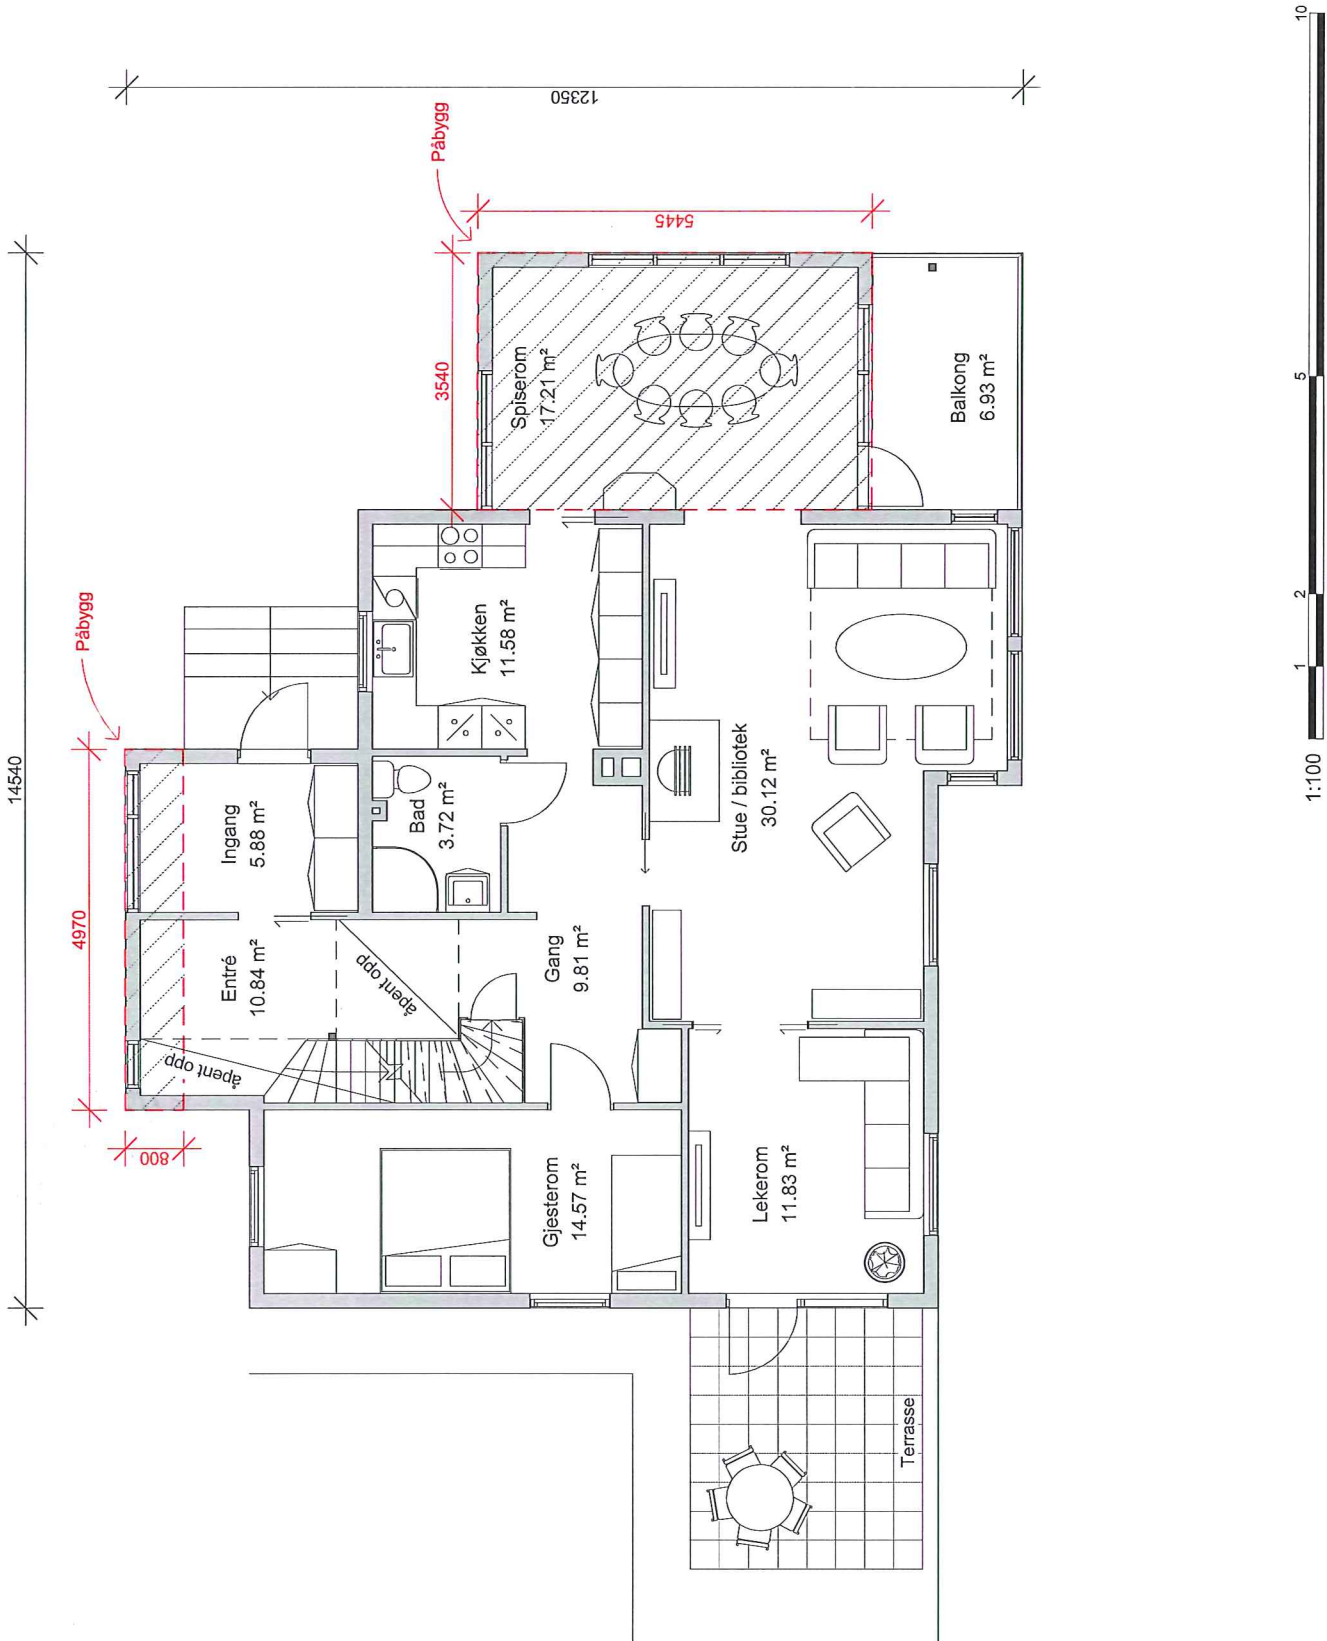 14540
12350
Påbygg
5445
3540
Spiserom
17.21 m²
Balkong
6.93 m²
Påbygg
4970
800
Kjøkken
11.58 m²
Ingang
5.88 m²
Bad
3.72 m²
Stue / bibliotek
30.12 m²
Entré
10.84 m²
åpent opp
åpent opp
Gang
9.81 m²
Gjesterom
14.57 m²
Lekerom
11.83 m²
Terrasse
1:100
1
2
5
10